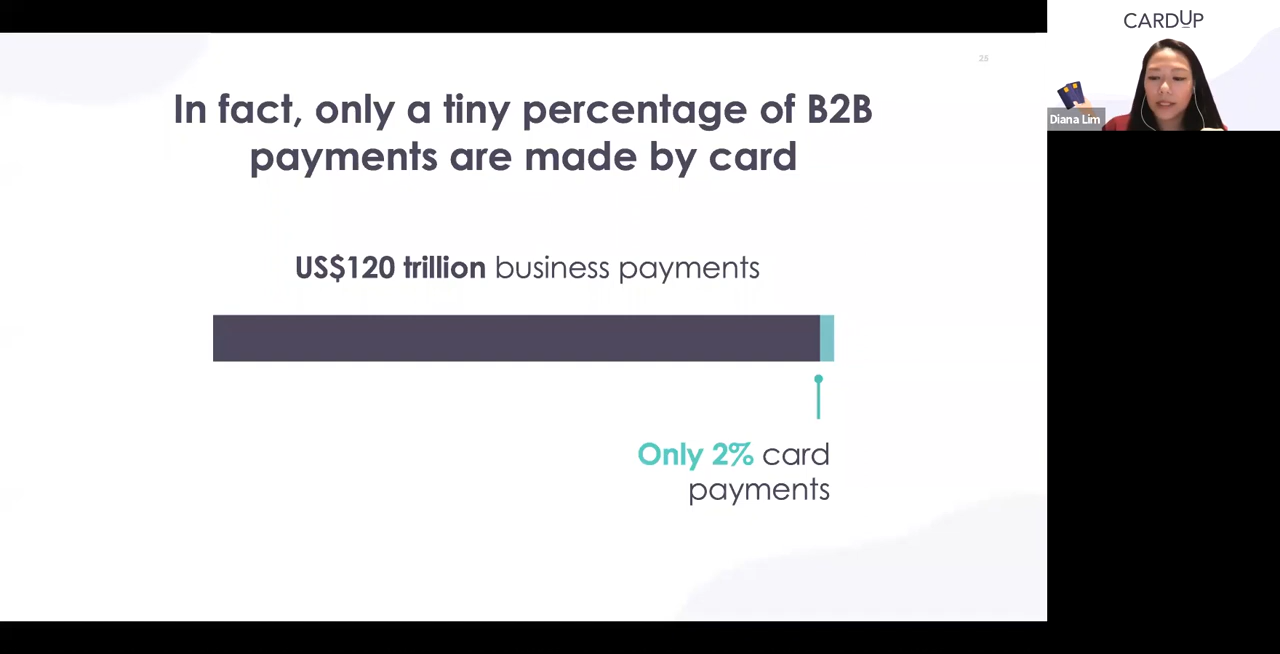 25
In fact, only a tiny percentage of B2B
payments are made by card
US$120 trillion business payments
Only 2% card
payments
CARDUP
Diana Lim